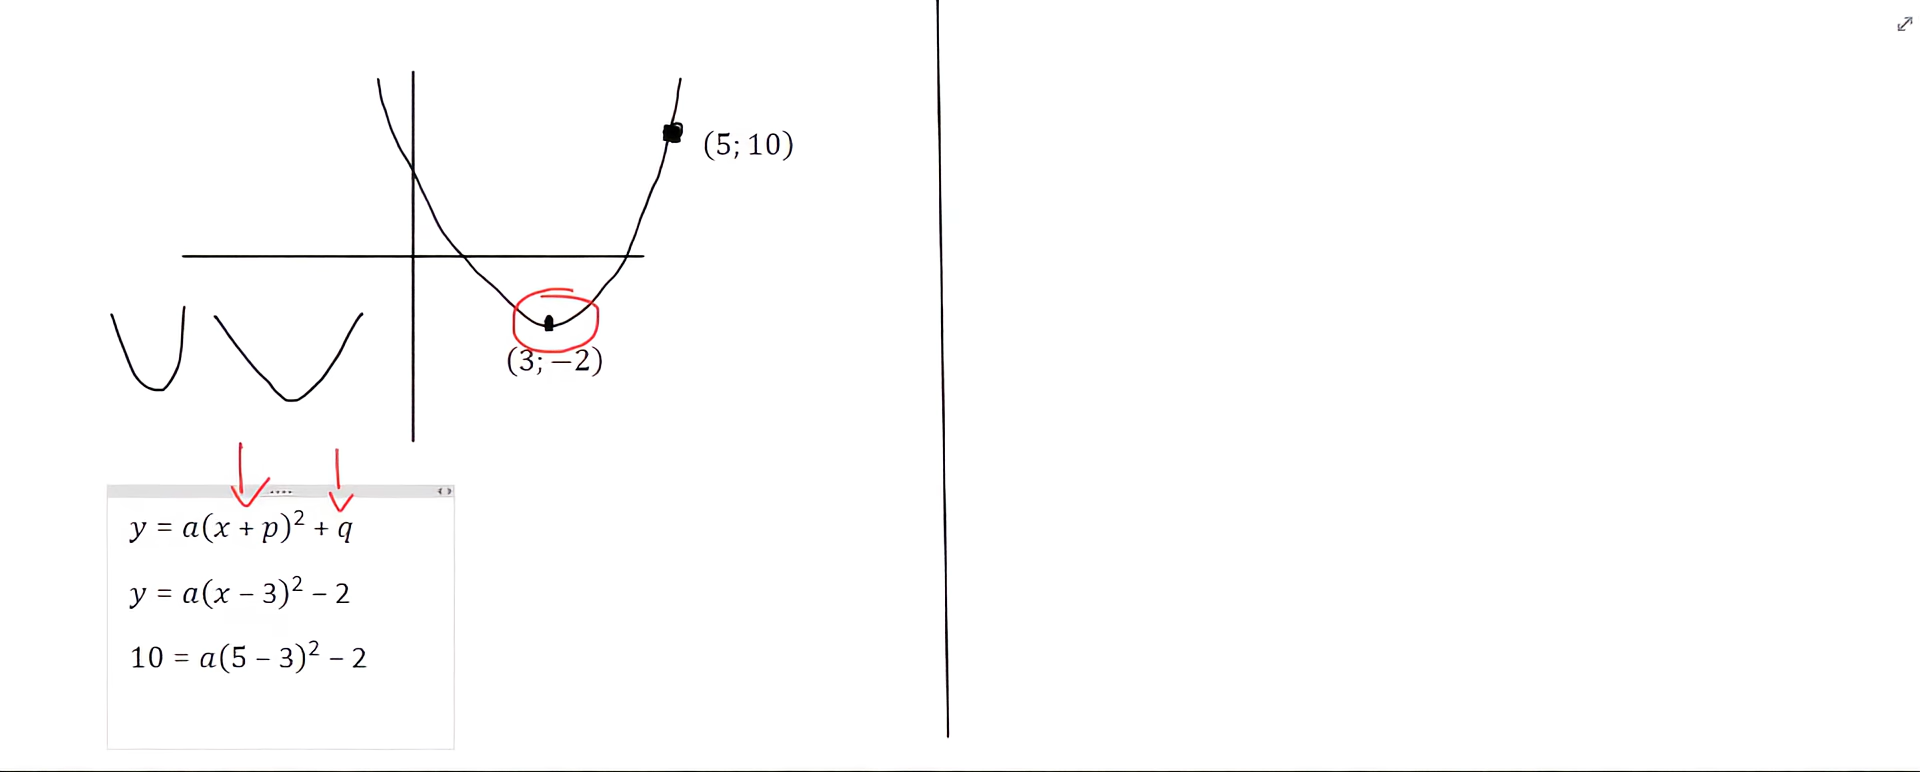 (5; 10)
(3; −2)
y = a(x + p)² + q
y = a(x − 3)² − 2
10 = a(5 − 3)² − 2